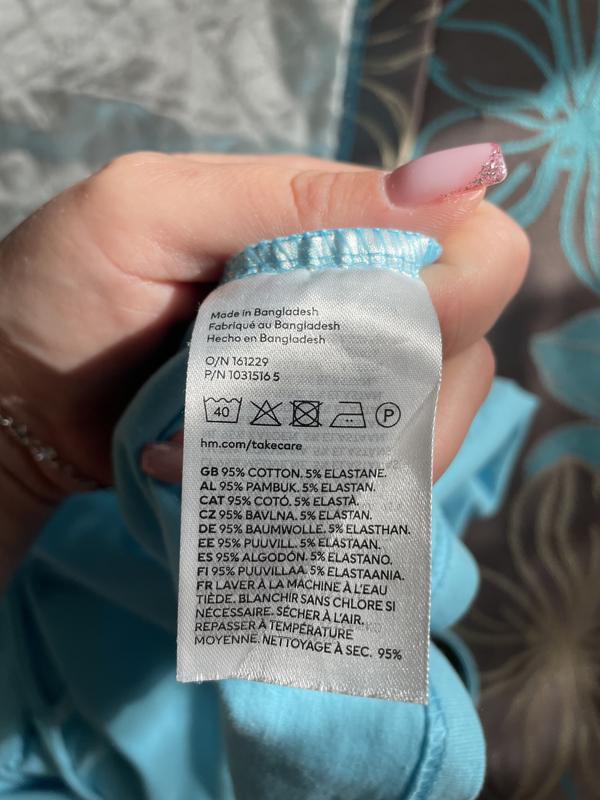 Made in Bangladesh
Fabriqué au Bangladesh
Hecho en Bangladesh
O/N 161229
P/N 1031516 5
40
P
hm.com/takecare
GB 95% COTTON. 5% ELASTANE.
AL 95% PAMBUK. 5% ELASTAN.
CAT 95% COTÓ. 5% ELASTÀ.
CZ 95% BAVLNA. 5% ELASTAN.
DE 95% BAUMWOLLE. 5% ELASTHAN.
EE 95% PUUVILL. 5% ELASTAAN.
ES 95% ALGODÓN. 5% ELASTANO.
FI 95% PUUVILLAA. 5% ELASTAANIA.
FR LAVER À LA MACHINE À L'EAU
TIÈDE. BLANCHIR SANS CHLORE SI
NÉCESSAIRE. SÉCHER À L'AIR.
REPASSER À TEMPÉRATURE
MOYENNE. NETTOYAGE À SEC. 95%